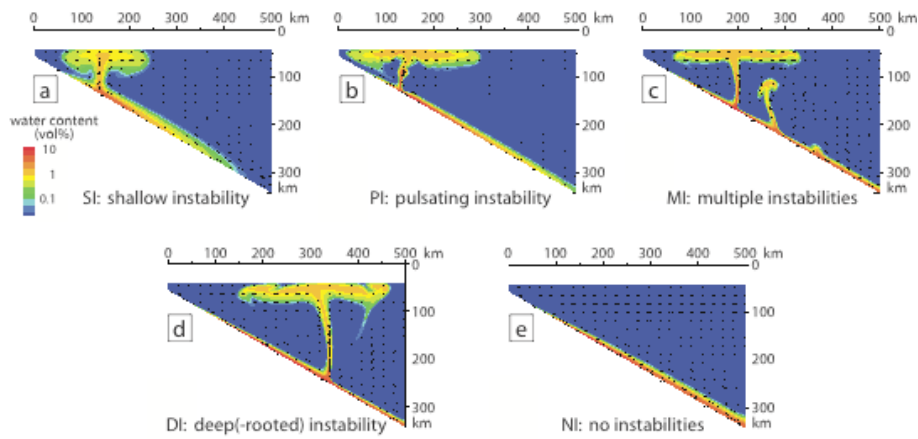 0 100 200 300 400 500 km
0
100
200
300
km
a
water content
(vol%)
10
1
0.1
SI: shallow instability
0 100 200 300 400 500 km
0
100
200
300
km
b
PI: pulsating instability
0 100 200 300 400 500 km
0
100
200
300
km
c
MI: multiple instabilities
0 100 200 300 400 500 km
0
100
200
300
km
d
DI: deep(-rooted) instability
0 100 200 300 400 500 km
0
100
200
300
km
e
NI: no instabilities